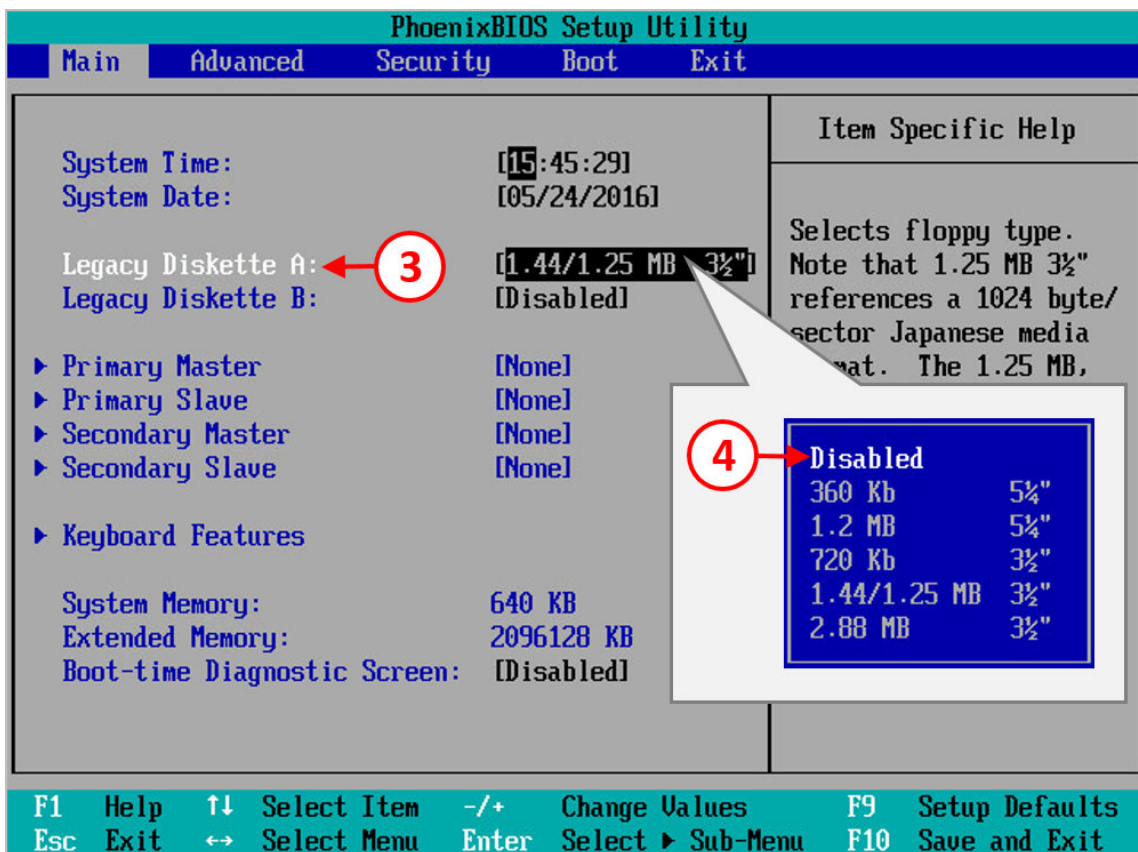 PhoenixBIOS Setup Utility
Main Advanced Security Boot Exit
System Time: [15:45:29]
System Date: [05/24/2016]
Legacy Diskette A: 3 [1.44/1.25 MB 3½"]
Legacy Diskette B: [Disabled]
▶ Primary Master [None]
▶ Primary Slave [None]
▶ Secondary Master [None]
▶ Secondary Slave [None]
▶ Keyboard Features
System Memory: 640 KB
Extended Memory: 2096128 KB
Boot-time Diagnostic Screen: [Disabled]
Item Specific Help
Selects floppy type.
Note that 1.25 MB 3½"
references a 1024 byte/
sector Japanese media
The 1.25 MB,
4 Disabled
360 Kb 5¼"
1.2 MB 5¼"
720 Kb 3½"
1.44/1.25 MB 3½"
2.88 MB 3½"
F1 Help ↑↓ Select Item -/+ Change Values F9 Setup Defaults
Esc Exit ↔ Select Menu Enter Select ▶ Sub-Menu F10 Save and Exit